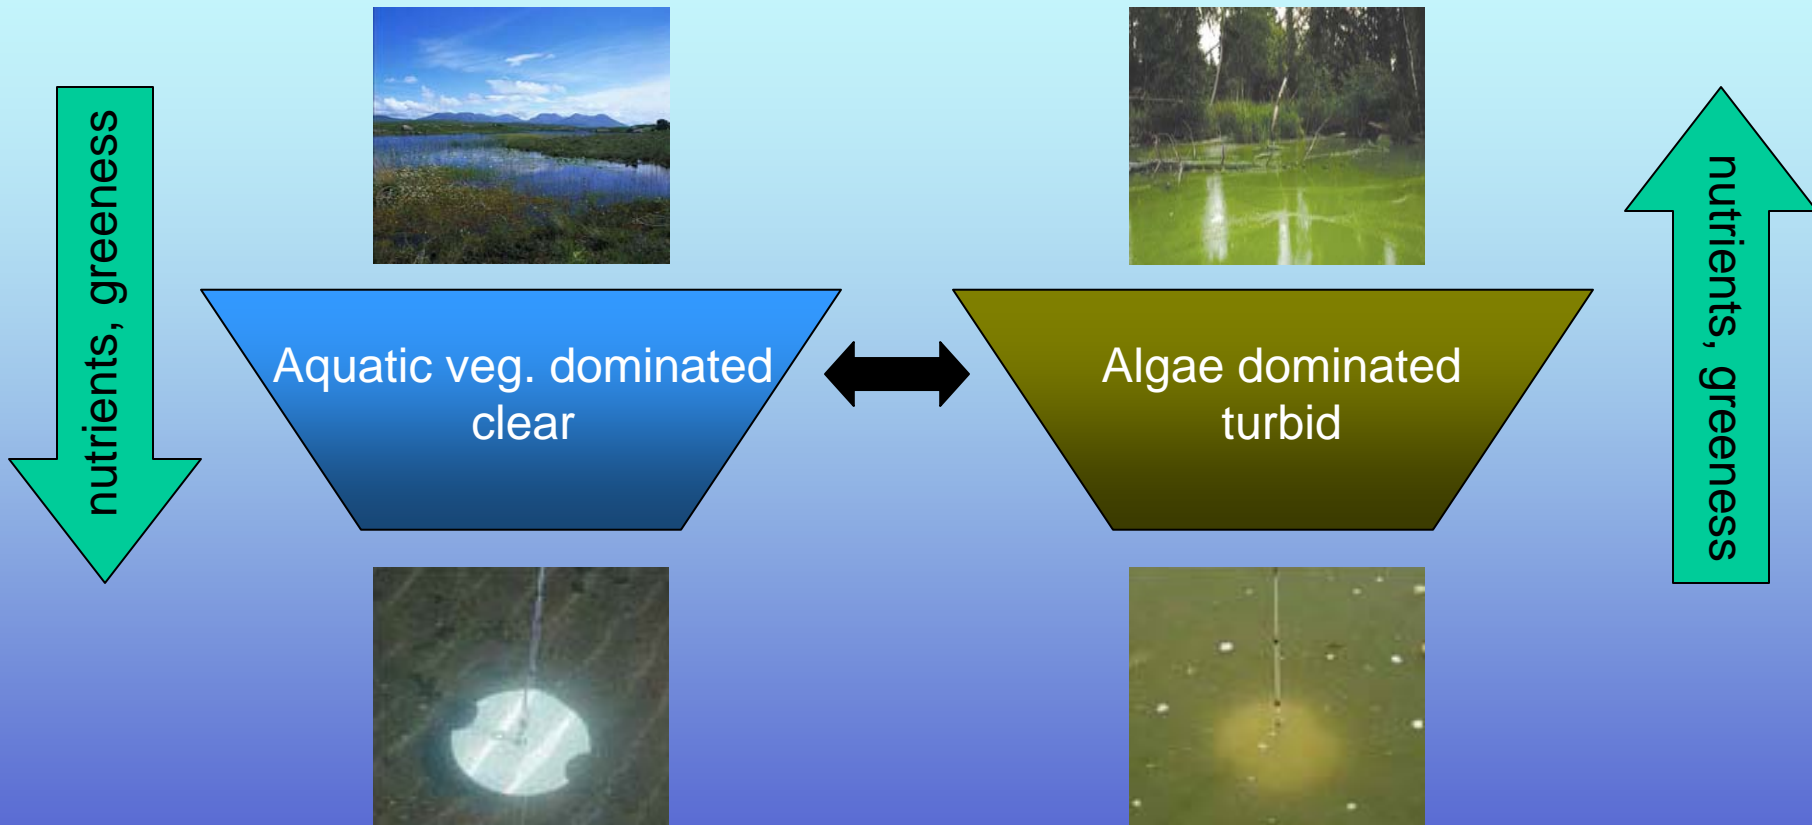 nutrients, greeness
Aquatic veg. dominated
clear
Algae dominated
turbid
nutrients, greeness